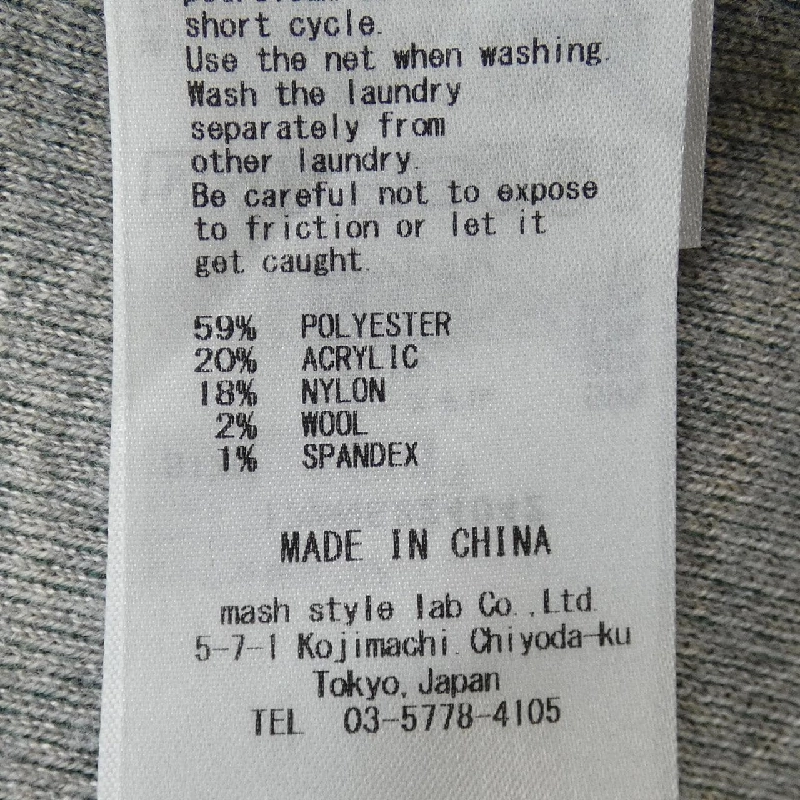 short cycle.
Use the net when washing.
Wash the laundry
separately from
other laundry.
Be careful not to expose
to friction or let it
get caught.
59% POLYESTER
20% ACRYLIC
18% NYLON
2% WOOL
1% SPANDEX
MADE IN CHINA
mash style lab Co.,Ltd.
5-7-1 Kojimachi Chiyoda-ku
Tokyo, Japan
TEL 03-5778-4105